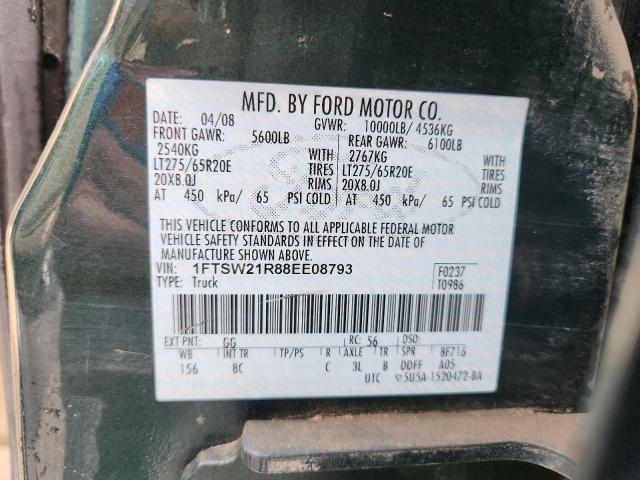 MFD. BY FORD MOTOR CO.
DATE: 04/08 GVWR: 10000LB/ 4536KG
FRONT GAWR: 5600LB REAR GAWR: 6100LB
2540KG WITH 2767KG WITH
LT275/65R20E TIRES LT275/65R20E TIRES
20X8.0J RIMS 20X8.0J RIMS
AT 450 kPa/ 65 PSI COLD AT 450 kPa/ 65 PSI COLD
THIS VEHICLE CONFORMS TO ALL APPLICABLE FEDERAL MOTOR
VEHICLE SAFETY STANDARDS IN EFFECT ON THE DATE OF
MANUFACTURE SHOWN ABOVE.
VIN: 1FTSW21R88EE08793 F0237
TYPE: Truck T0986
EXT PNT: GG RC: 56 DSO:
WB INT TR TP/PS R AXLE TR SPR 8F716
156 8C C 3L B DDFF A05
UTC ▽5U5A-1520472-BA